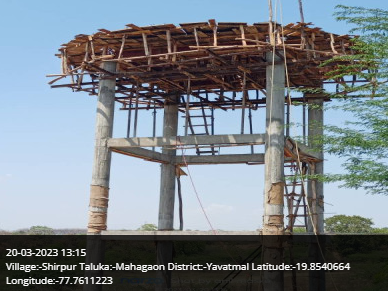 20-03-2023 13:15
Village:-Shirpur Taluka:-Mahagaon District:-Yavatmal Latitude:-19.8540664
Longitude:-77.7611223